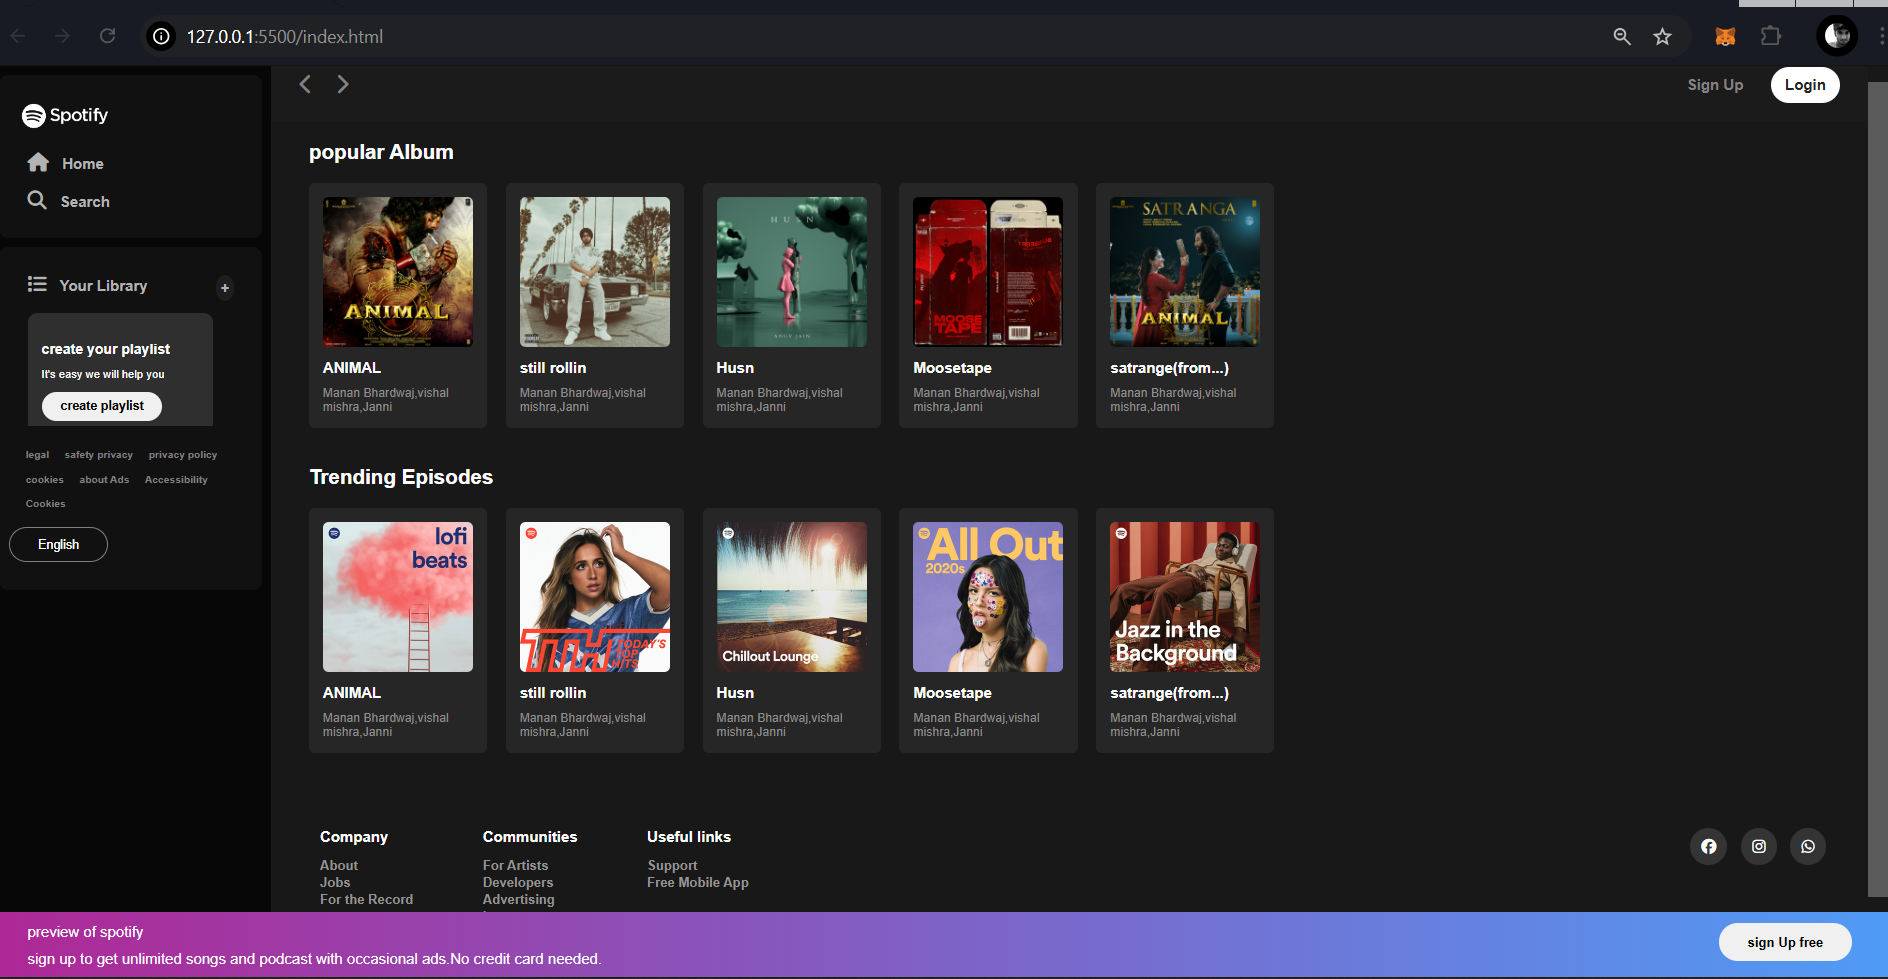 127.0.0.1:5500/index.html
Sign Up
Login
Spotify
Home
Search
Your Library
+
create your playlist
It's easy we will help you
create playlist
legal safety privacy privacy policy
cookies about Ads Accessibility
Cookies
English
popular Album
ANIMAL
HUSN
ANUV JAIN
MOOSE
TAPE
SATRANGA
ANIMAL
ANIMAL
Manan Bhardwaj,vishal
mishra,Janni
still rollin
Manan Bhardwaj,vishal
mishra,Janni
Husn
Manan Bhardwaj,vishal
mishra,Janni
Moosetape
Manan Bhardwaj,vishal
mishra,Janni
satrange(from...)
Manan Bhardwaj,vishal
mishra,Janni
Trending Episodes
lofi
beats
TTH
TODAY'S
TOP
HITS
Chillout Lounge
All Out
2020s
Jazz in the
Background
ANIMAL
Manan Bhardwaj,vishal
mishra,Janni
still rollin
Manan Bhardwaj,vishal
mishra,Janni
Husn
Manan Bhardwaj,vishal
mishra,Janni
Moosetape
Manan Bhardwaj,vishal
mishra,Janni
satrange(from...)
Manan Bhardwaj,vishal
mishra,Janni
Company
About
Jobs
For the Record
Communities
For Artists
Developers
Advertising
Useful links
Support
Free Mobile App
preview of spotify
sign up to get unlimited songs and podcast with occasional ads.No credit card needed.
sign Up free